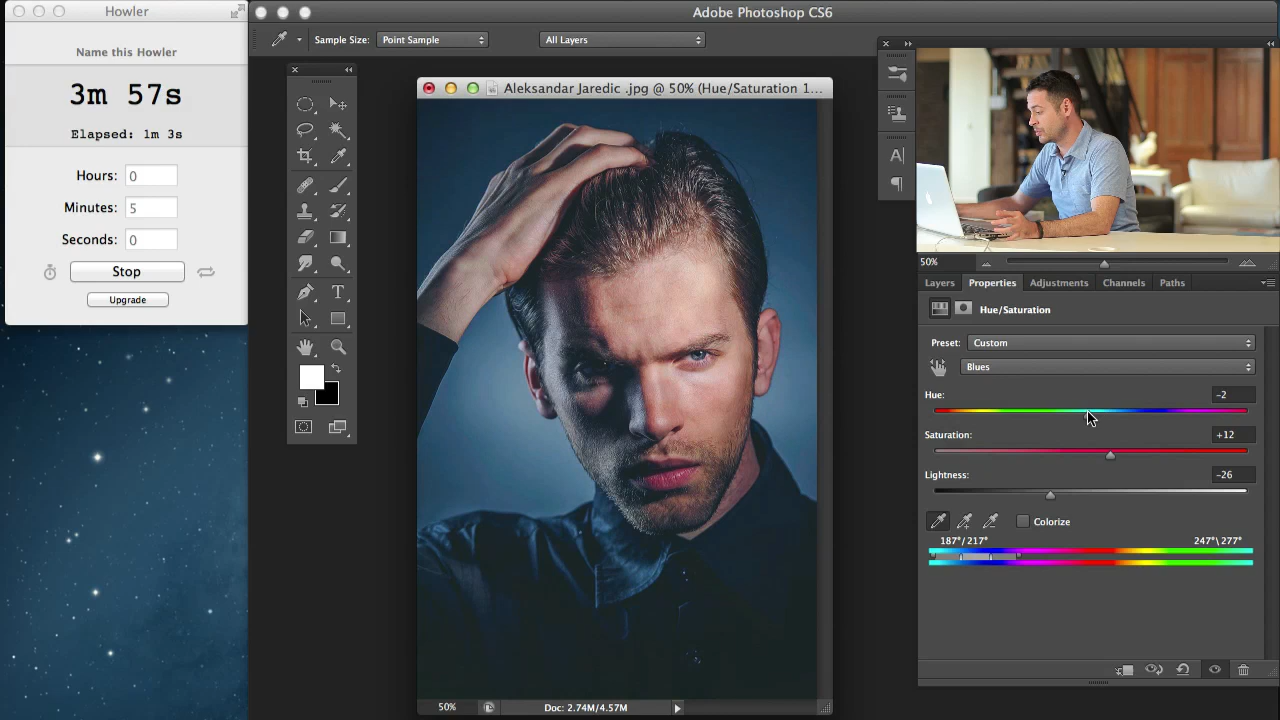 Howler
Name this Howler
3m 57s
Elapsed: 1m 3s
Hours: 0
Minutes: 5
Seconds: 0
Stop
Upgrade
Adobe Photoshop CS6
Sample Size: Point Sample All Layers
Aleksandar Jaredic .jpg @ 50% (Hue/Saturation 1...
T
50% Doc: 2.74M/4.57M
A
50%
Layers Properties Adjustments Channels Paths
Hue/Saturation
Preset: Custom
Blues
Hue: -2
Saturation: +12
Lightness: -26
Colorize
187°/217° 247°\277°